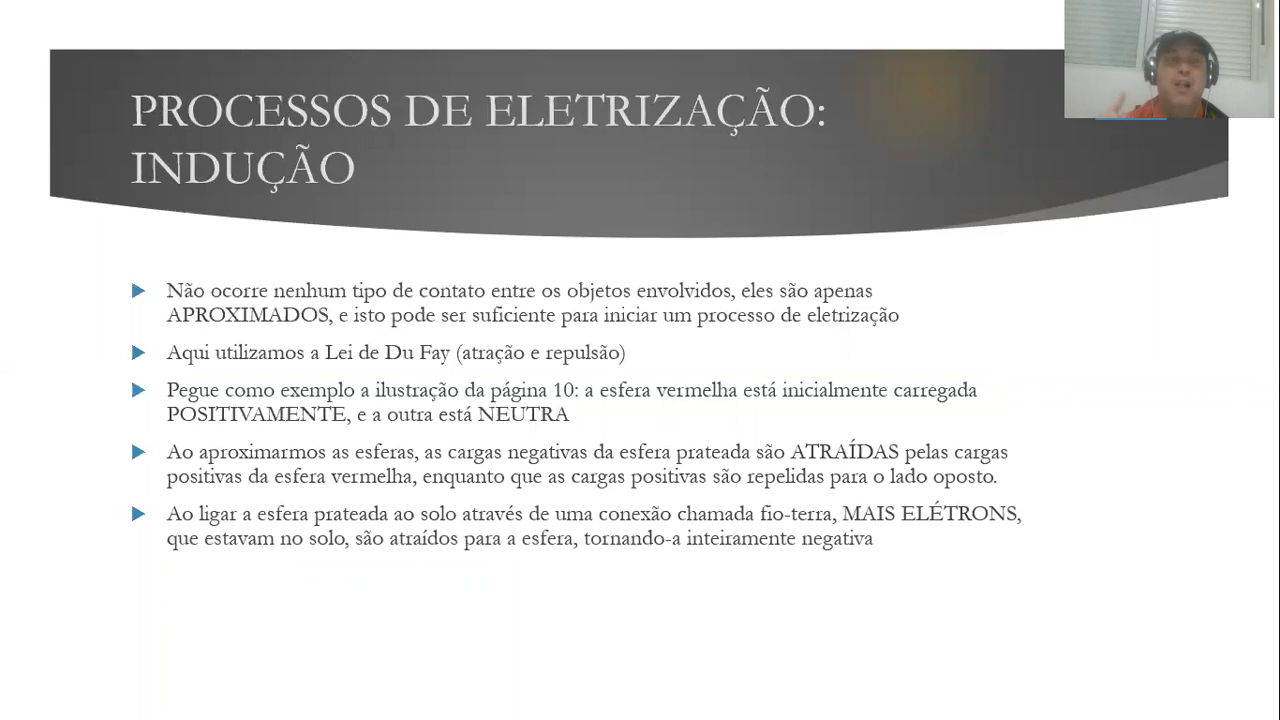 PROCESSOS DE ELETRIZAÇÃO:
INDUÇÃO
Não ocorre nenhum tipo de contato entre os objetos envolvidos, eles são apenas
APROXIMADOS, e isto pode ser suficiente para iniciar um processo de eletrização
Aqui utilizamos a Lei de Du Fay (atração e repulsão)
Pegue como exemplo a ilustração da página 10: a esfera vermelha está inicialmente carregada
POSITIVAMENTE, e a outra está NEUTRA
Ao aproximarmos as esferas, as cargas negativas da esfera prateada são ATRAÍDAS pelas cargas
positivas da esfera vermelha, enquanto que as cargas positivas são repelidas para o lado oposto.
Ao ligar a esfera prateada ao solo através de uma conexão chamada fio-terra, MAIS ELÉTRONS,
que estavam no solo, são atraídos para a esfera, tornando-a inteiramente negativa